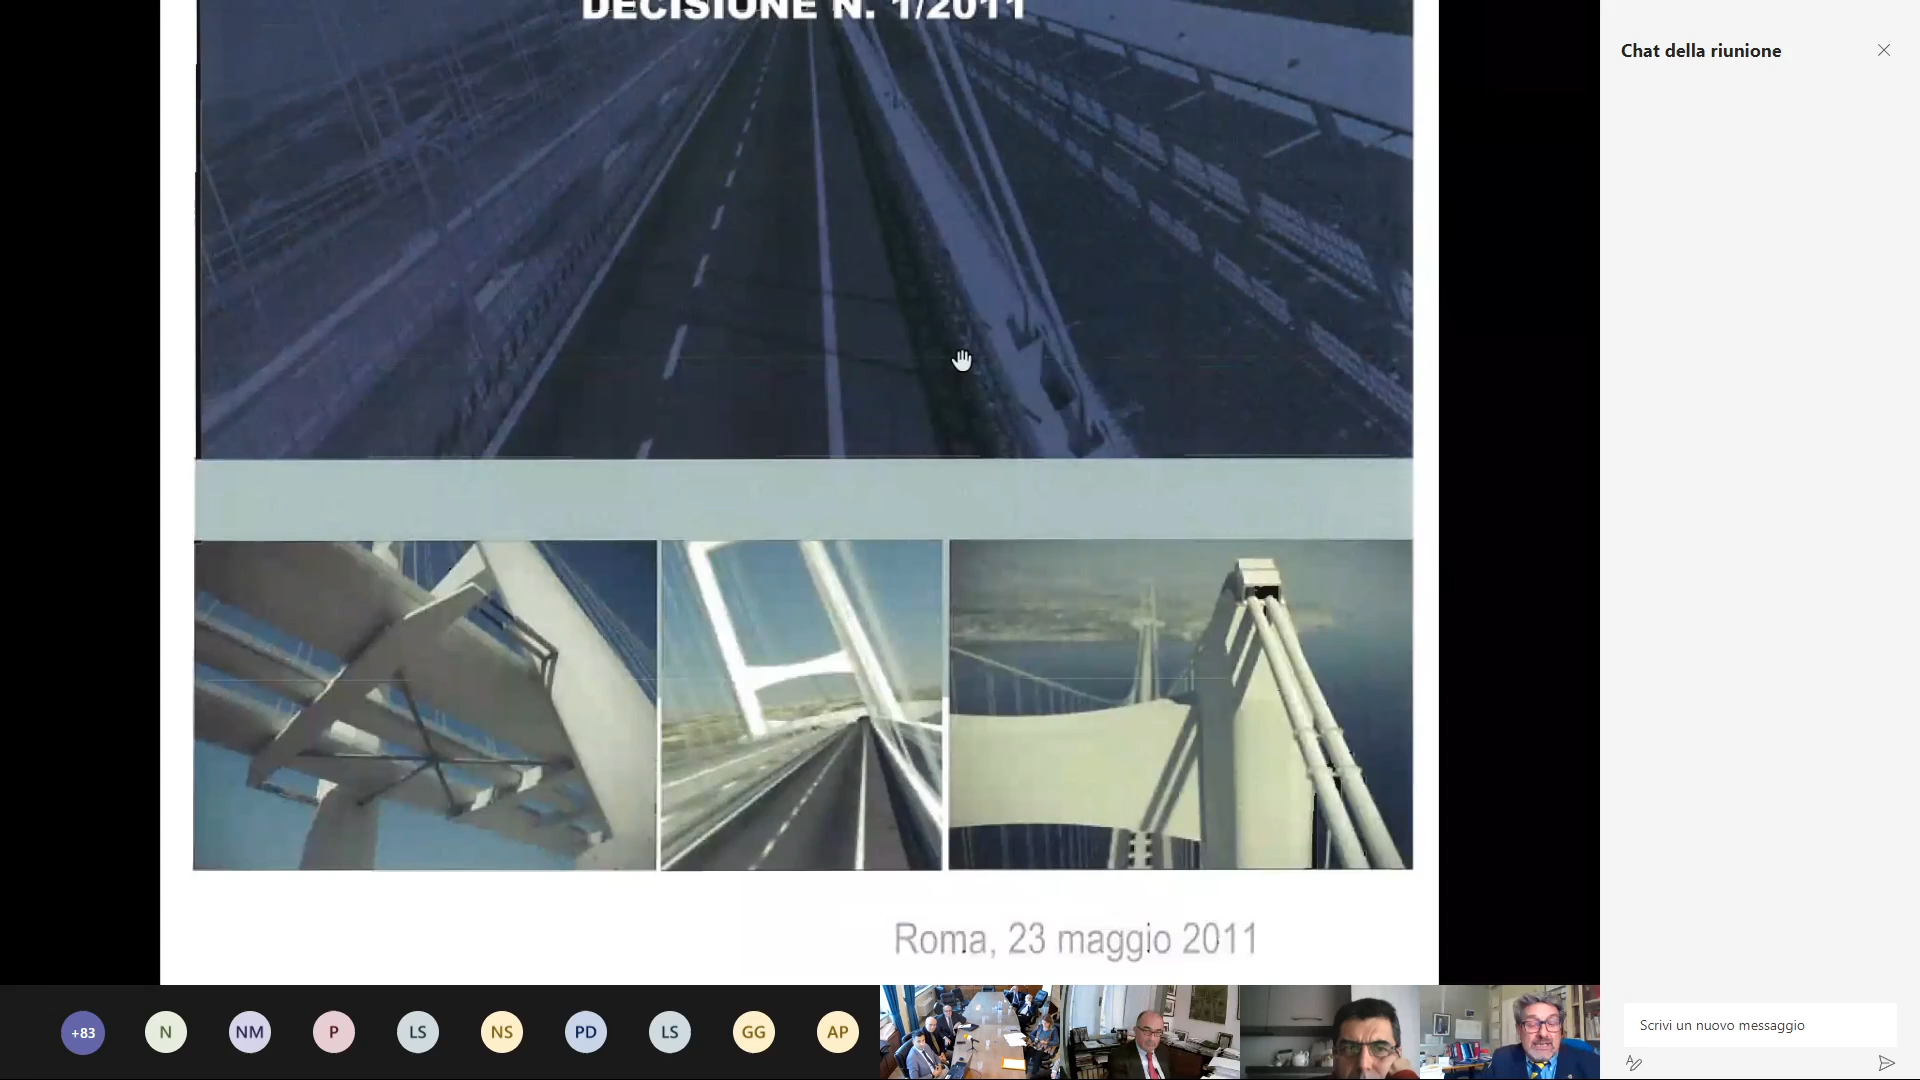 DECISIONE N. 1/2011
Chat della riunione
Roma, 23 maggio 2011
+83
N
NM
P
LS
NS
PD
LS
GG
AP
Scrivi un nuovo messaggio